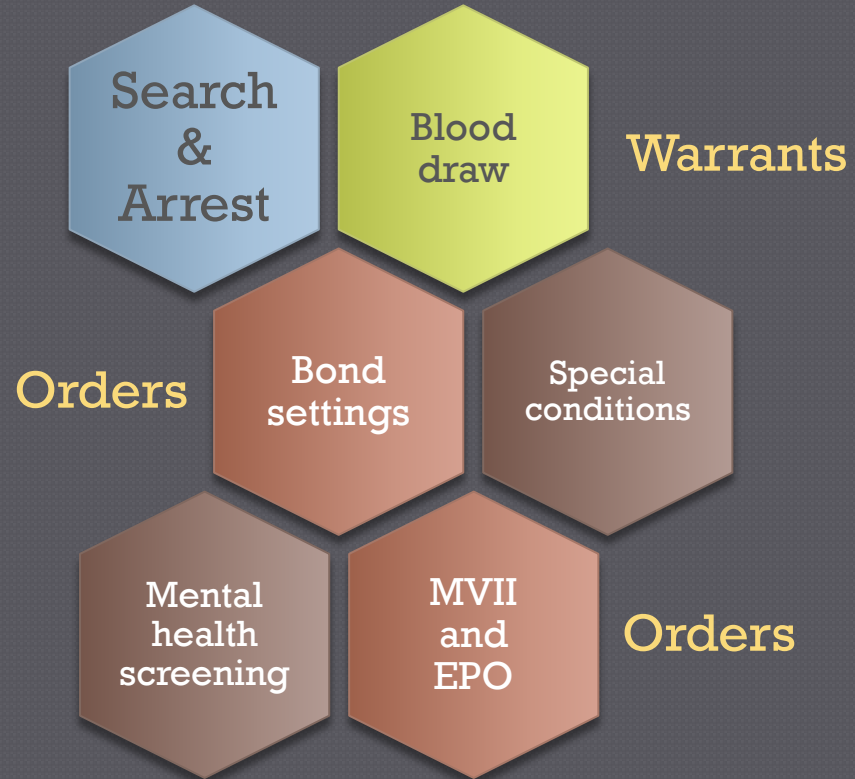 Search
&
Arrest
Blood
draw
Warrants
Orders
Bond
settings
Special
conditions
Mental
health
screening
MVII
and
EPO
Orders